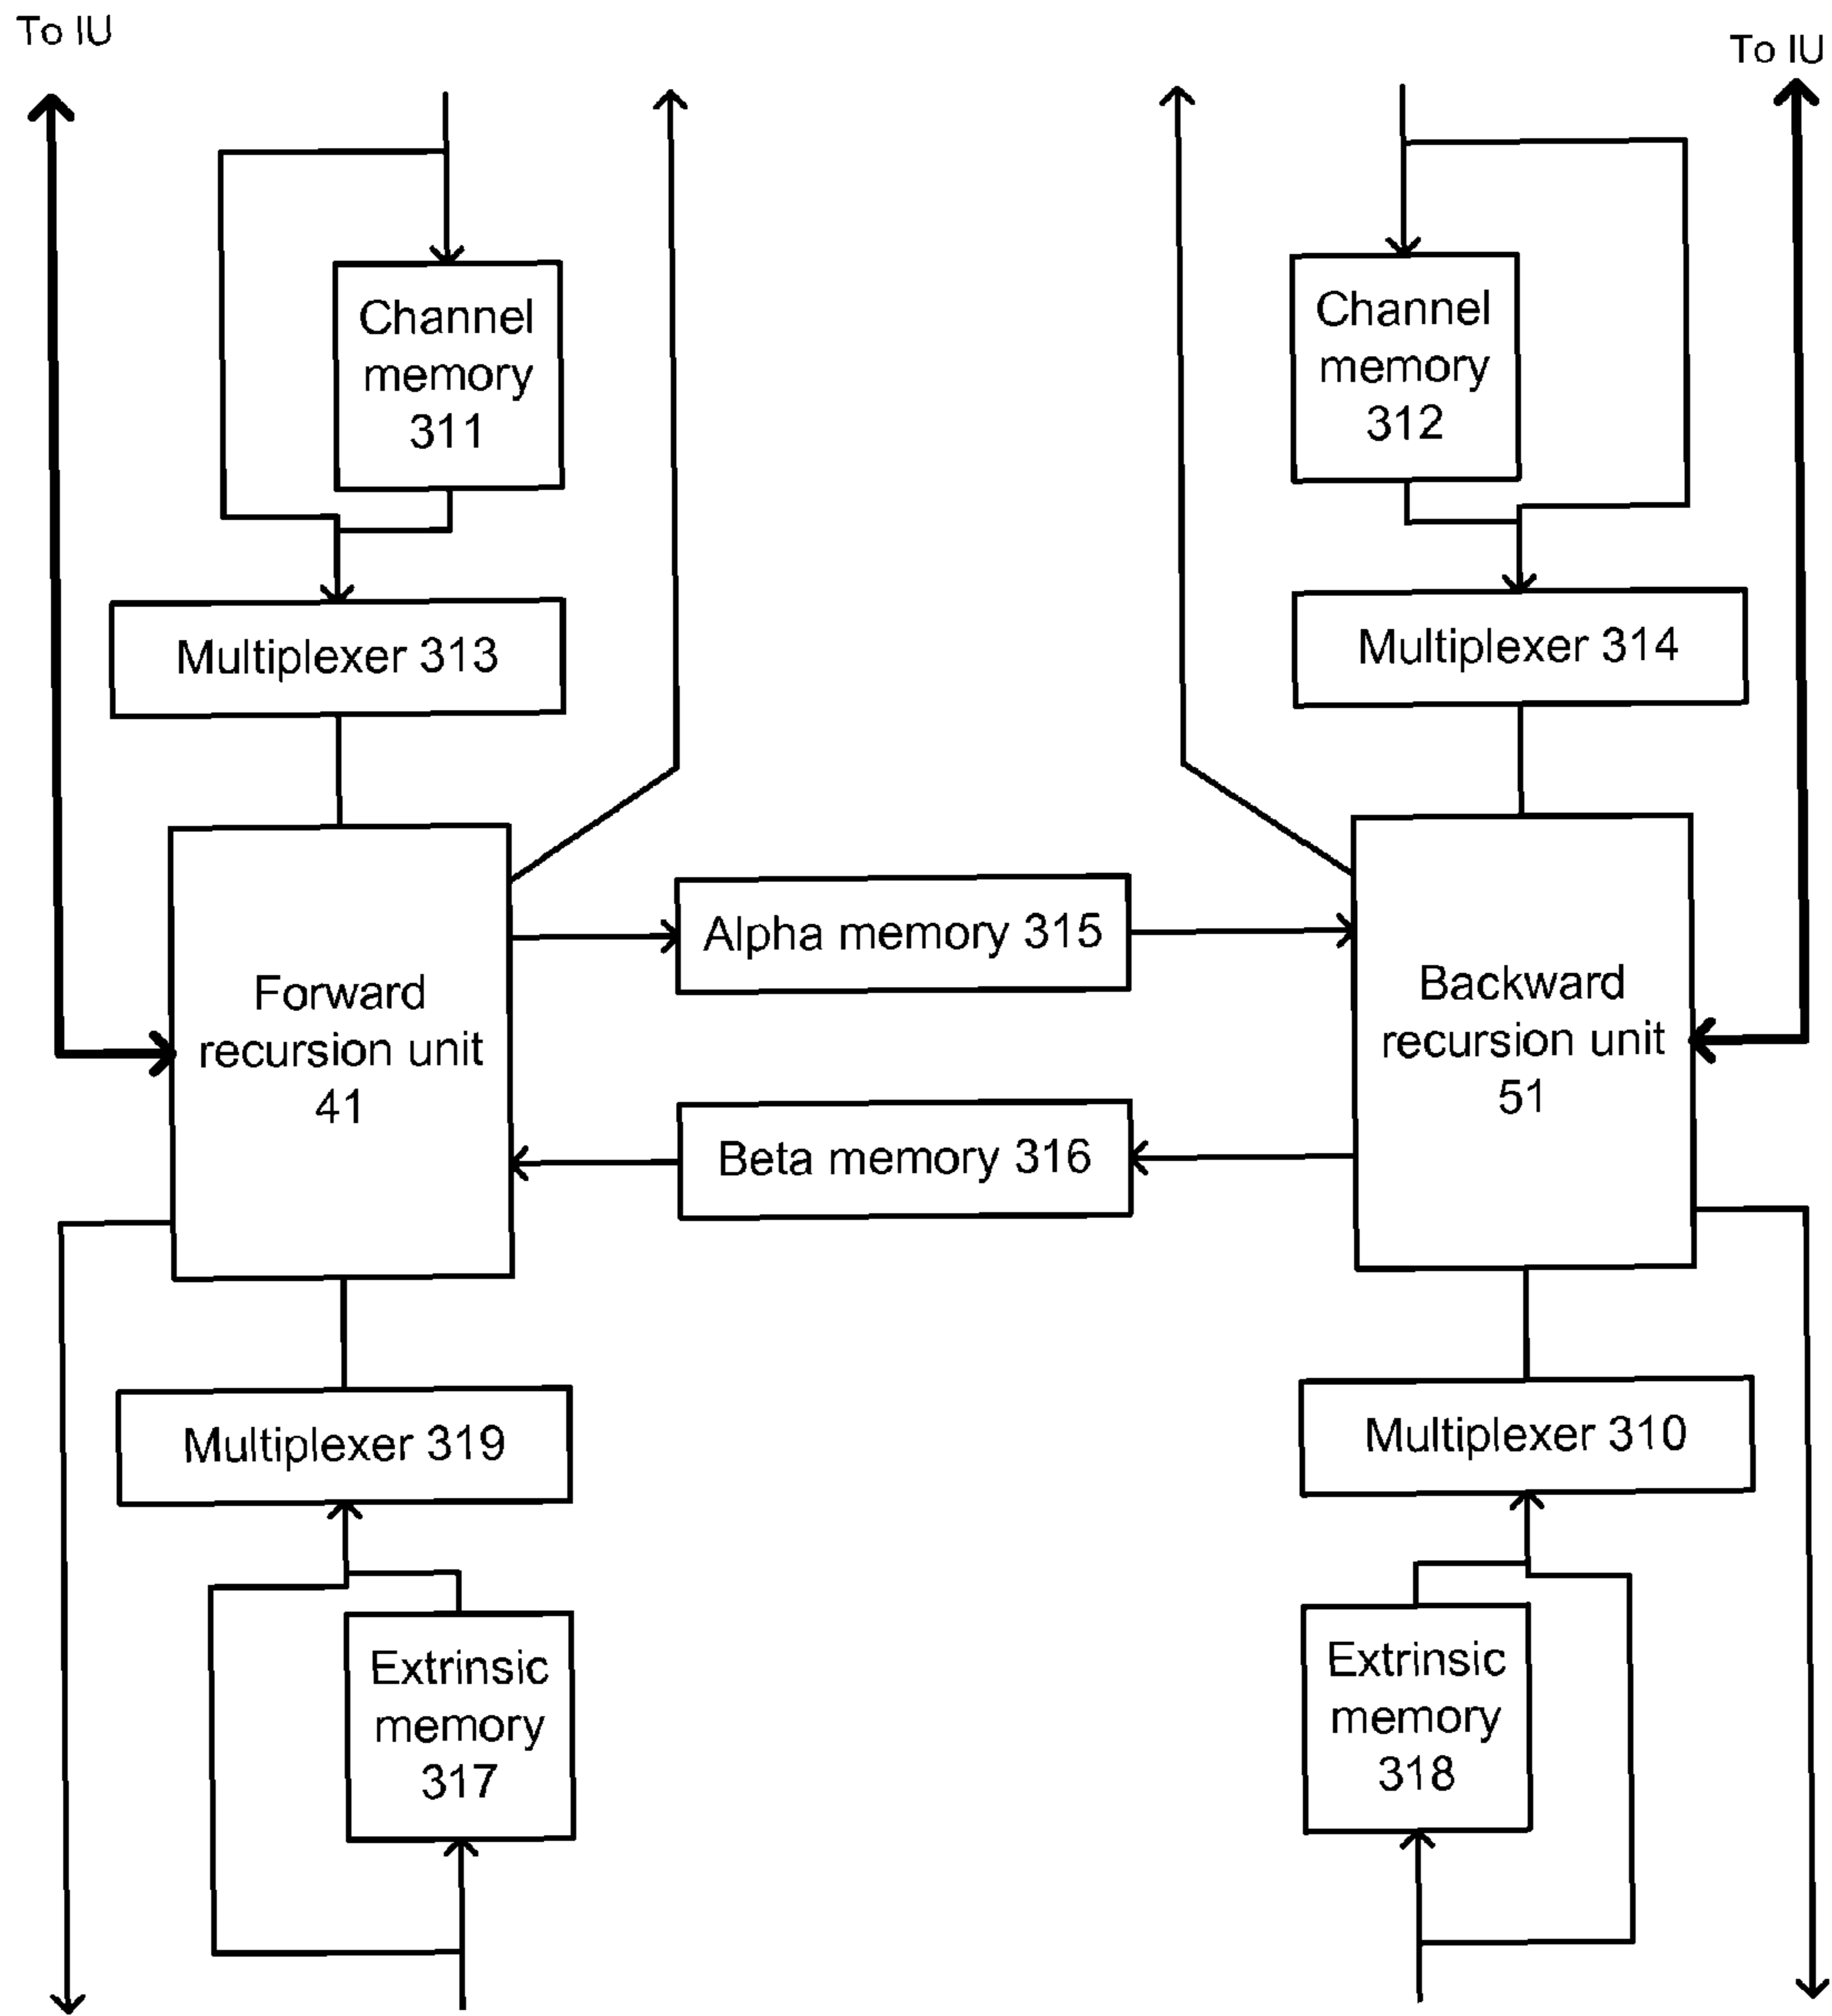 To IU
To IU
Channel
memory
311
Channel
memory
312
Multiplexer 313
Multiplexer 314
Alpha memory 315
Forward
recursion unit
41
Backward
recursion unit
51
Beta memory 316
Multiplexer 319
Multiplexer 310
Extrinsic
memory
317
Extrinsic
memory
318